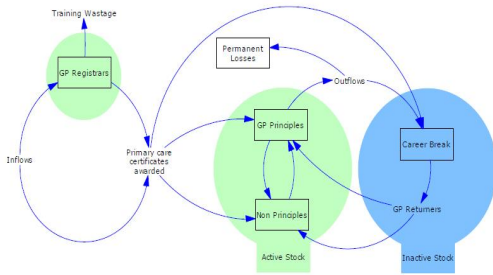 Training Wastage
GP Registrars
Permanent
Losses
Outflows
GP Principles
Career Break
Inflows
Primary care
certificates
awarded
GP Returners
Non Principles
Active Stock
Inactive Stock